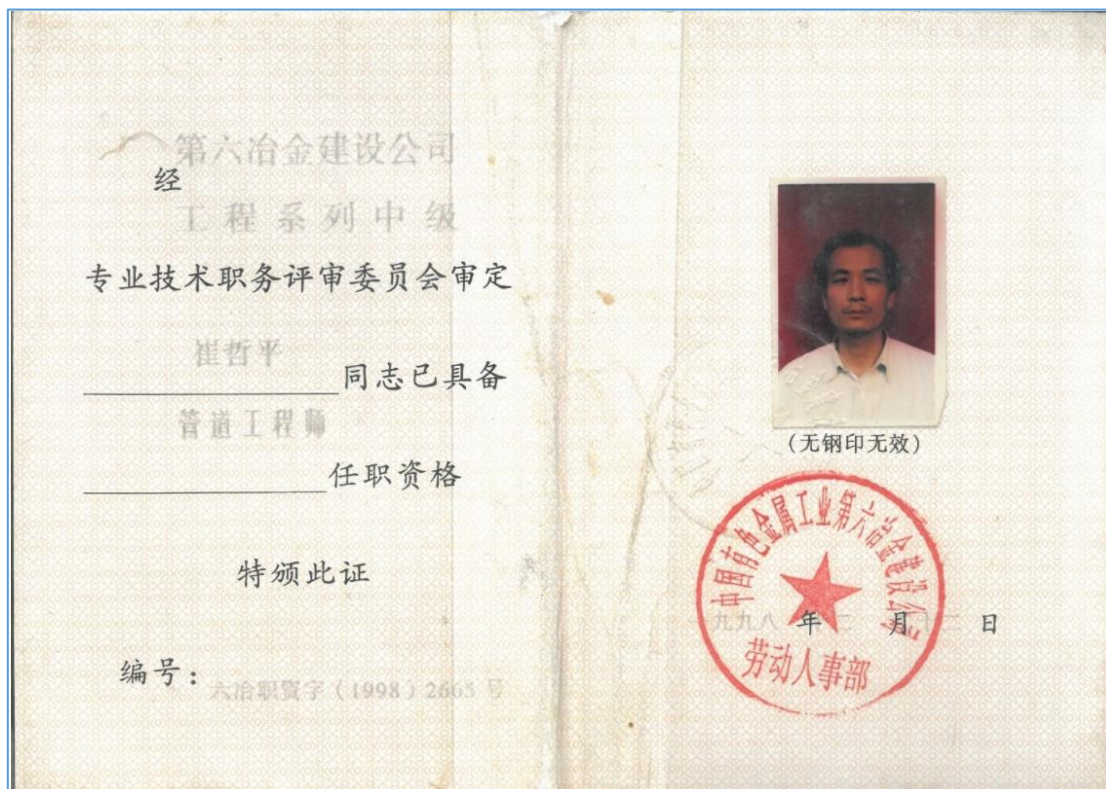 第六冶金建设公司
经
工程系列中级
专业技术职务评审委员会审定
崔哲平
同志已具备
管道工程师
任职资格
特颁此证
编号：
六冶职资字（1998）2665号
（无钢印无效）
中国有色金属工业第六冶金建设公司
劳动人事部
一九九八年十二月 十二日